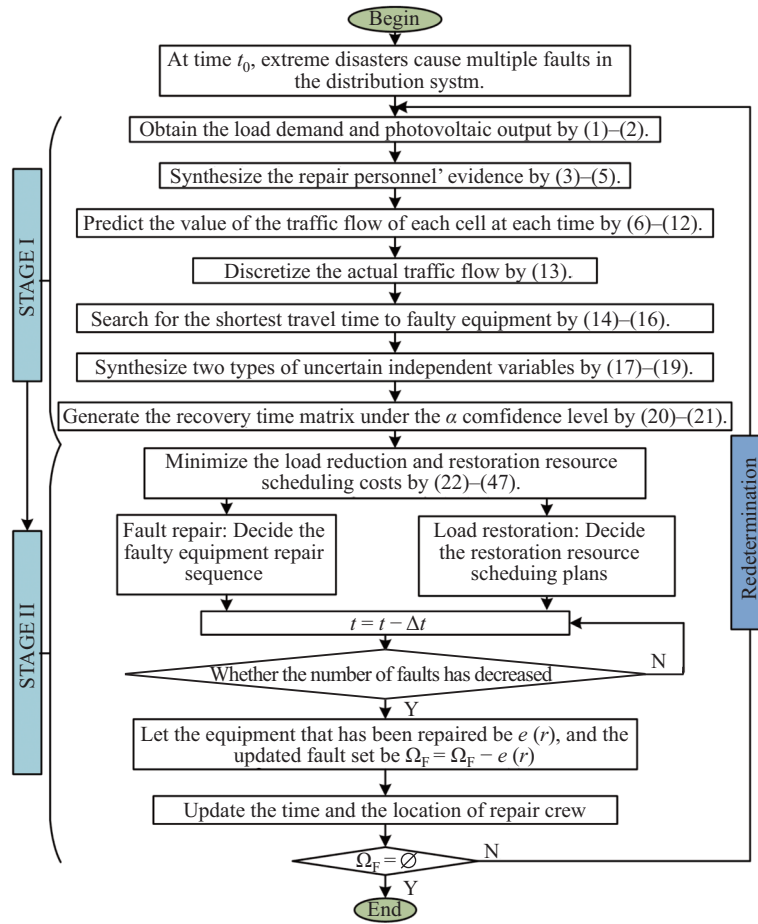 Begin
At time t₀, extreme disasters cause multiple faults in
the distribution systm.
Obtain the load demand and photovoltaic output by (1)–(2).
Synthesize the repair personnel’ evidence by (3)–(5).
Predict the value of the traffic flow of each cell at each time by (6)–(12).
Discretize the actual traffic flow by (13).
Search for the shortest travel time to faulty equipment by (14)–(16).
Synthesize two types of uncertain independent variables by (17)–(19).
Generate the recovery time matrix under the α comfidence level by (20)–(21).
STAGE I
Minimize the load reduction and restoration resource
scheduling costs by (22)–(47).
Fault repair: Decide the
faulty equipment repair
sequence
Load restoration: Decide
the restoration resource
scheduing plans
t = t − Δt
Whether the number of faults has decreased
N
Y
Let the equipment that has been repaired be e (r), and the
updated fault set be Ω_F = Ω_F − e (r)
Update the time and the location of repair crew
Ω_F = ∅
N
Y
End
STAGE II
Redetermination